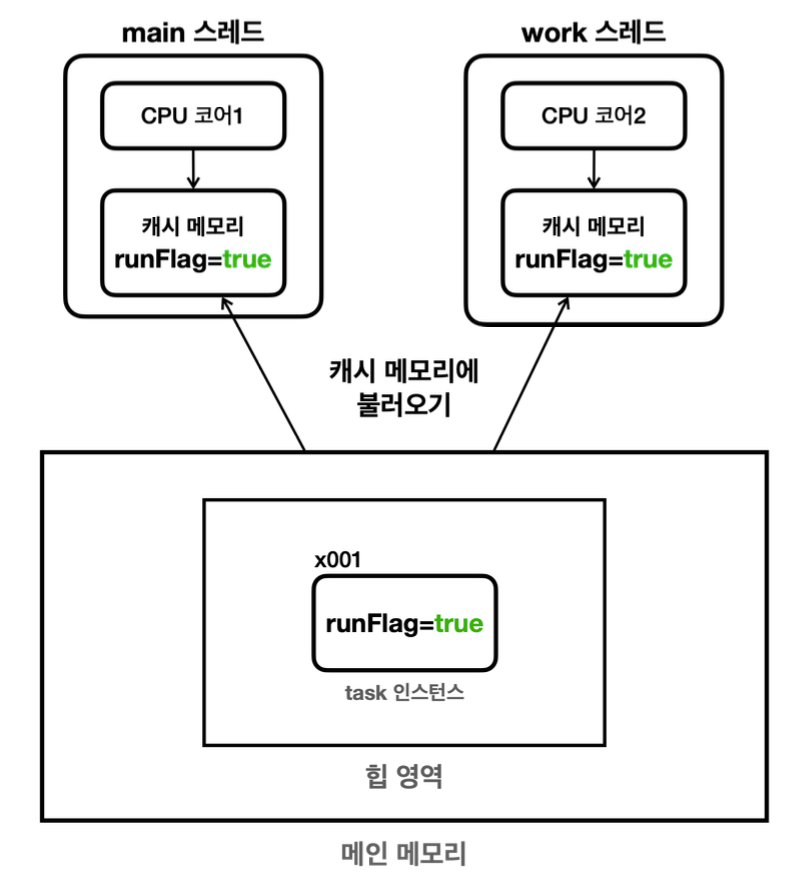 main 스레드
work 스레드
CPU 코어1
CPU 코어2
캐시 메모리
runFlag=true
캐시 메모리
runFlag=true
캐시 메모리에
불러오기
x001
runFlag=true
task 인스턴스
힙 영역
메인 메모리